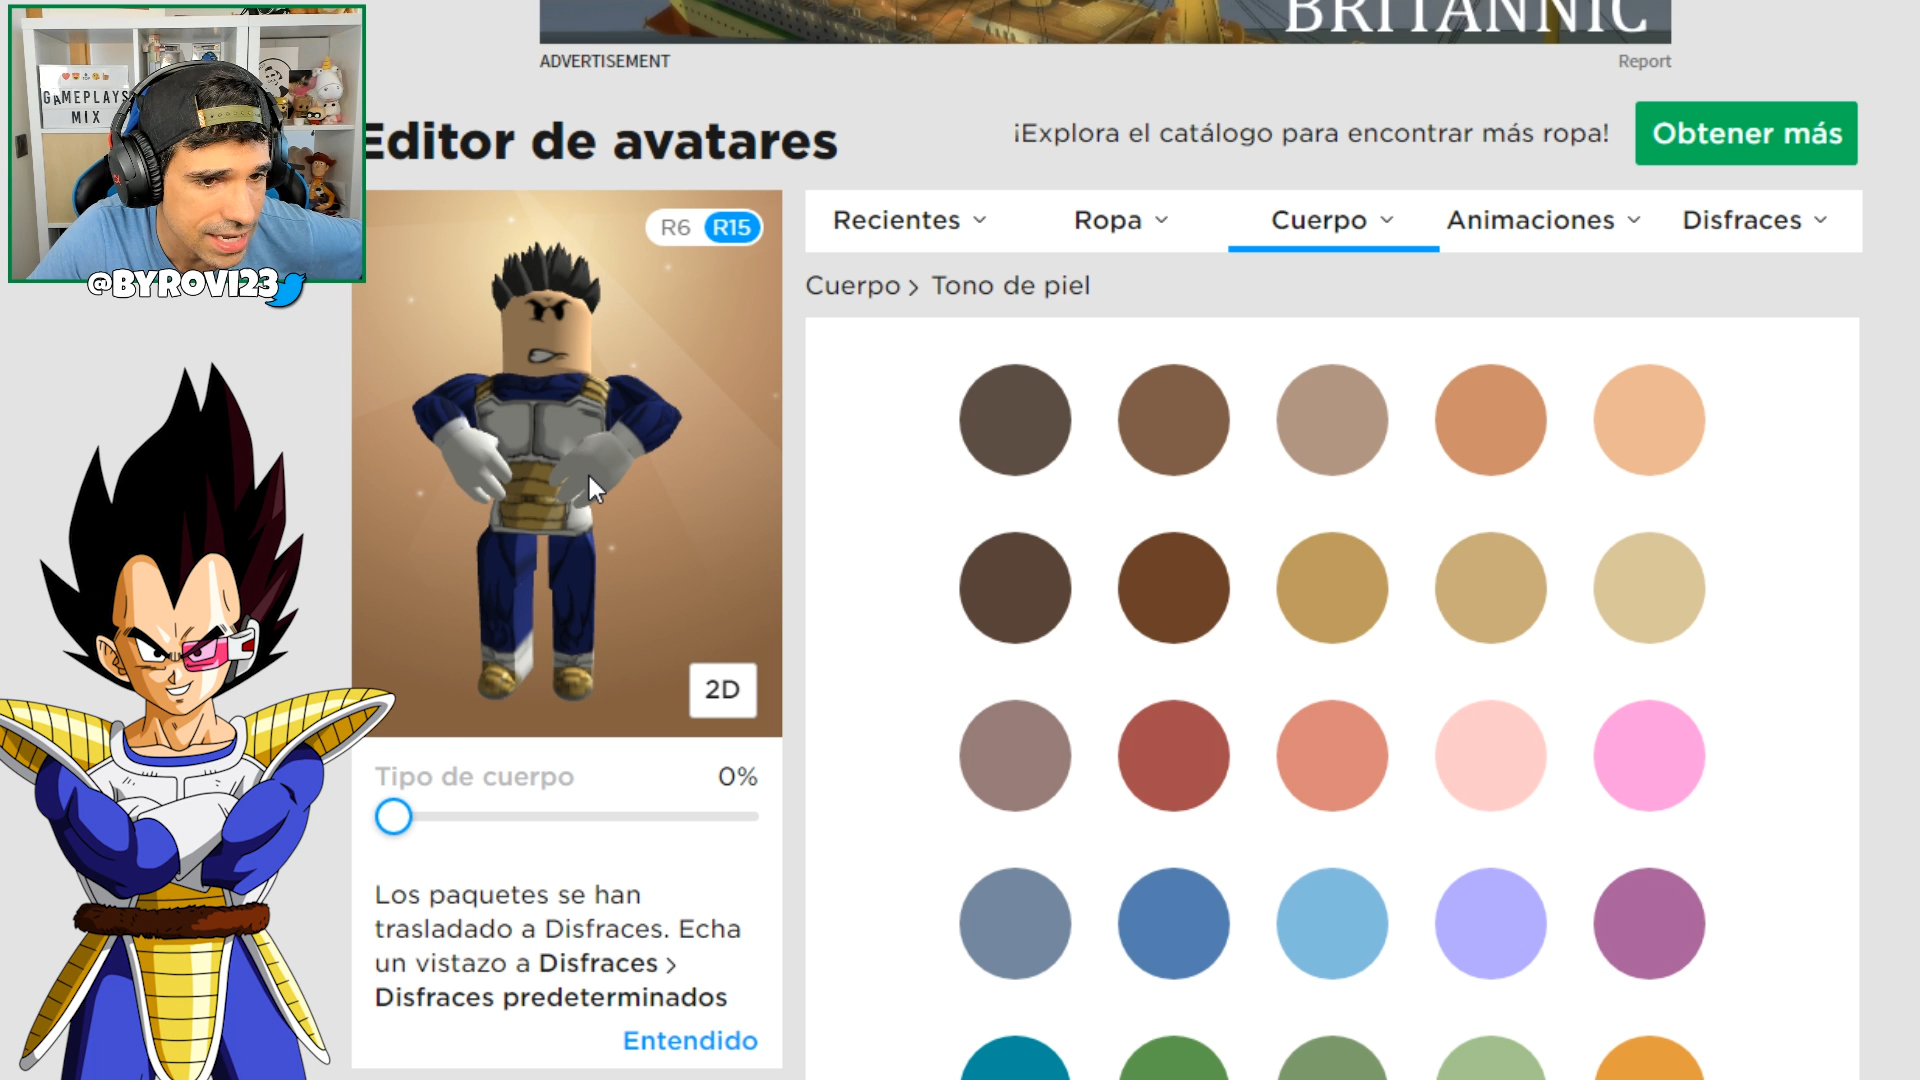 BRITANNIC
ADVERTISEMENT
Report
GAMEPLAYS
MIX
@BYROVI23
Editor de avatares
¡Explora el catálogo para encontrar más ropa!
Obtener más
R6
R15
Recientes
Ropa
Cuerpo
Animaciones
Disfraces
Cuerpo > Tono de piel
2D
Tipo de cuerpo
0%
Los paquetes se han
trasladado a Disfraces. Echa
un vistazo a Disfraces >
Disfraces predeterminados
Entendido